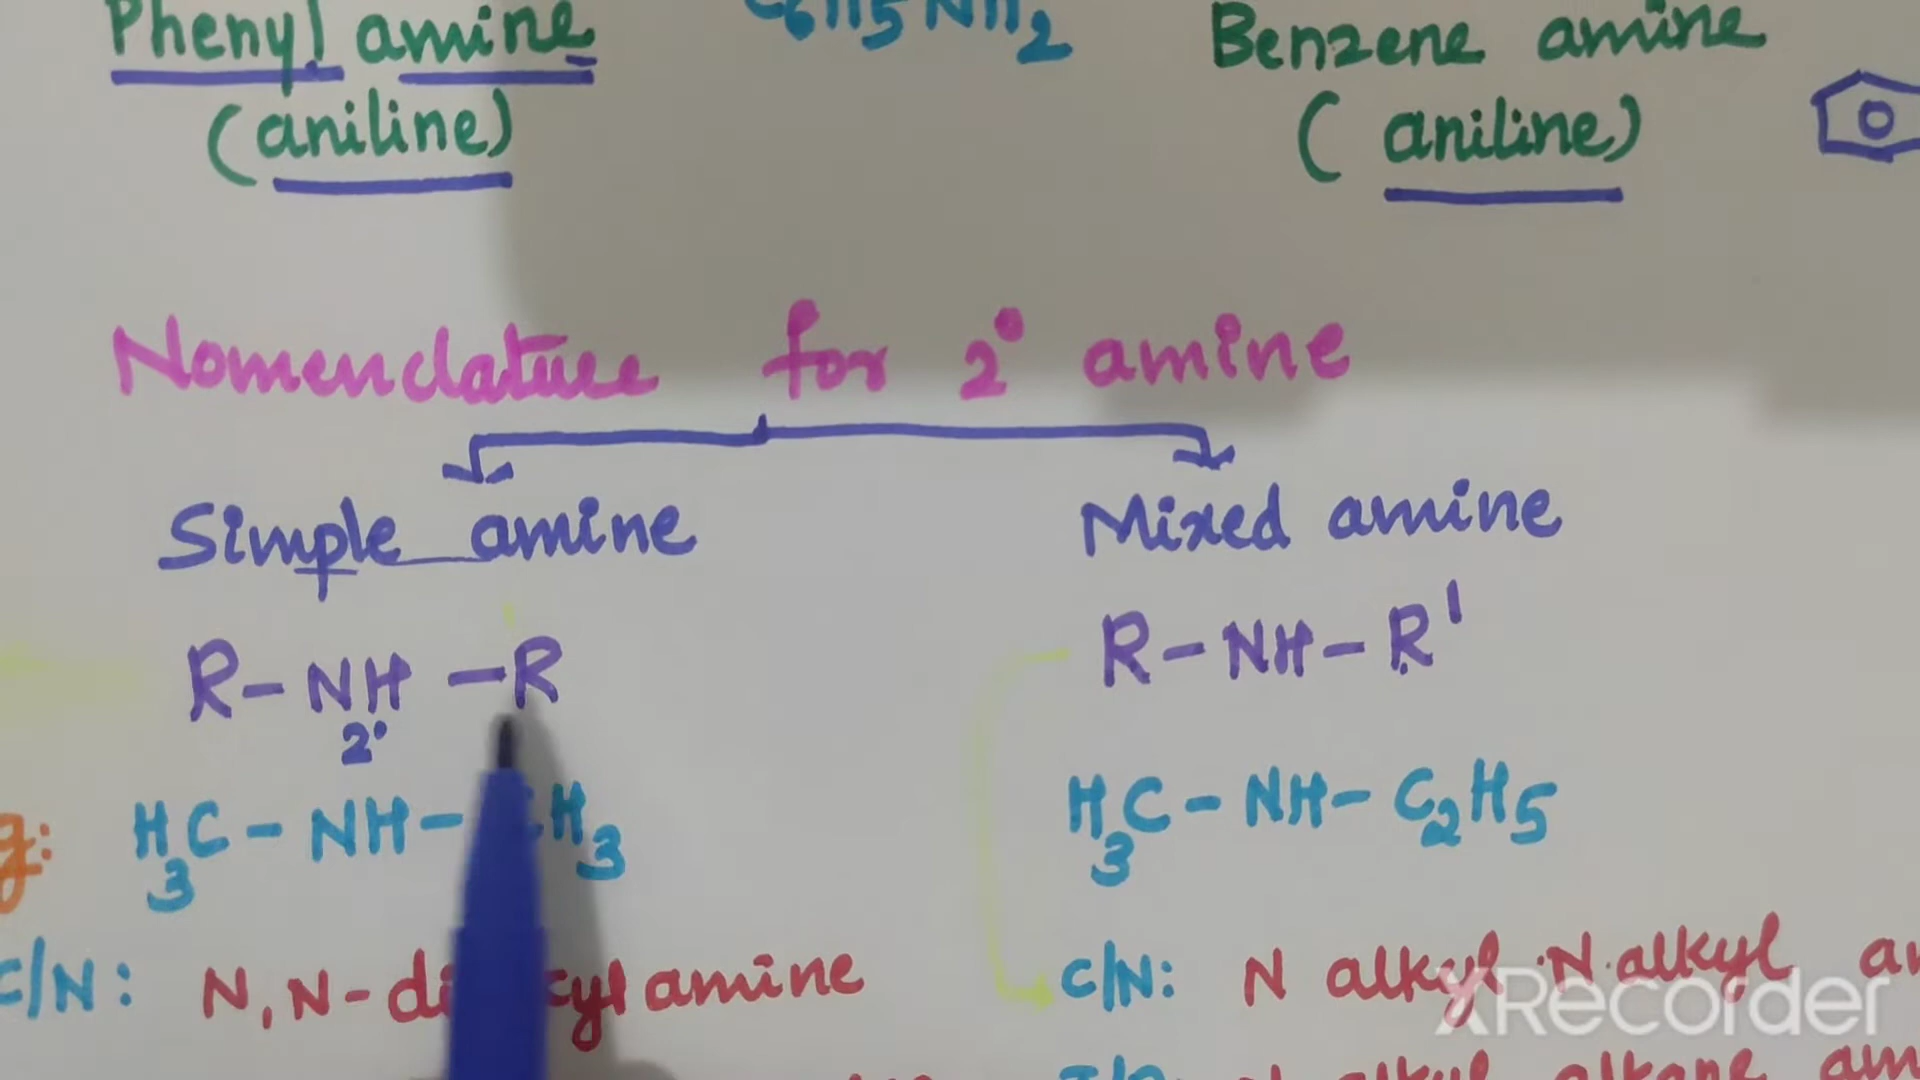 Phenyl amine
(aniline)
C6H5NH2
Benzene amine
(aniline)
Nomenclature for 2° amine
Simple amine
R-NH-R
2°
H3C-NH-
H3
C/N: N,N-di amine
Mixed amine
R-NH-R'
H3C-NH-C2H5
C/N: N alkyl N alkyl
alkane
XRecorder